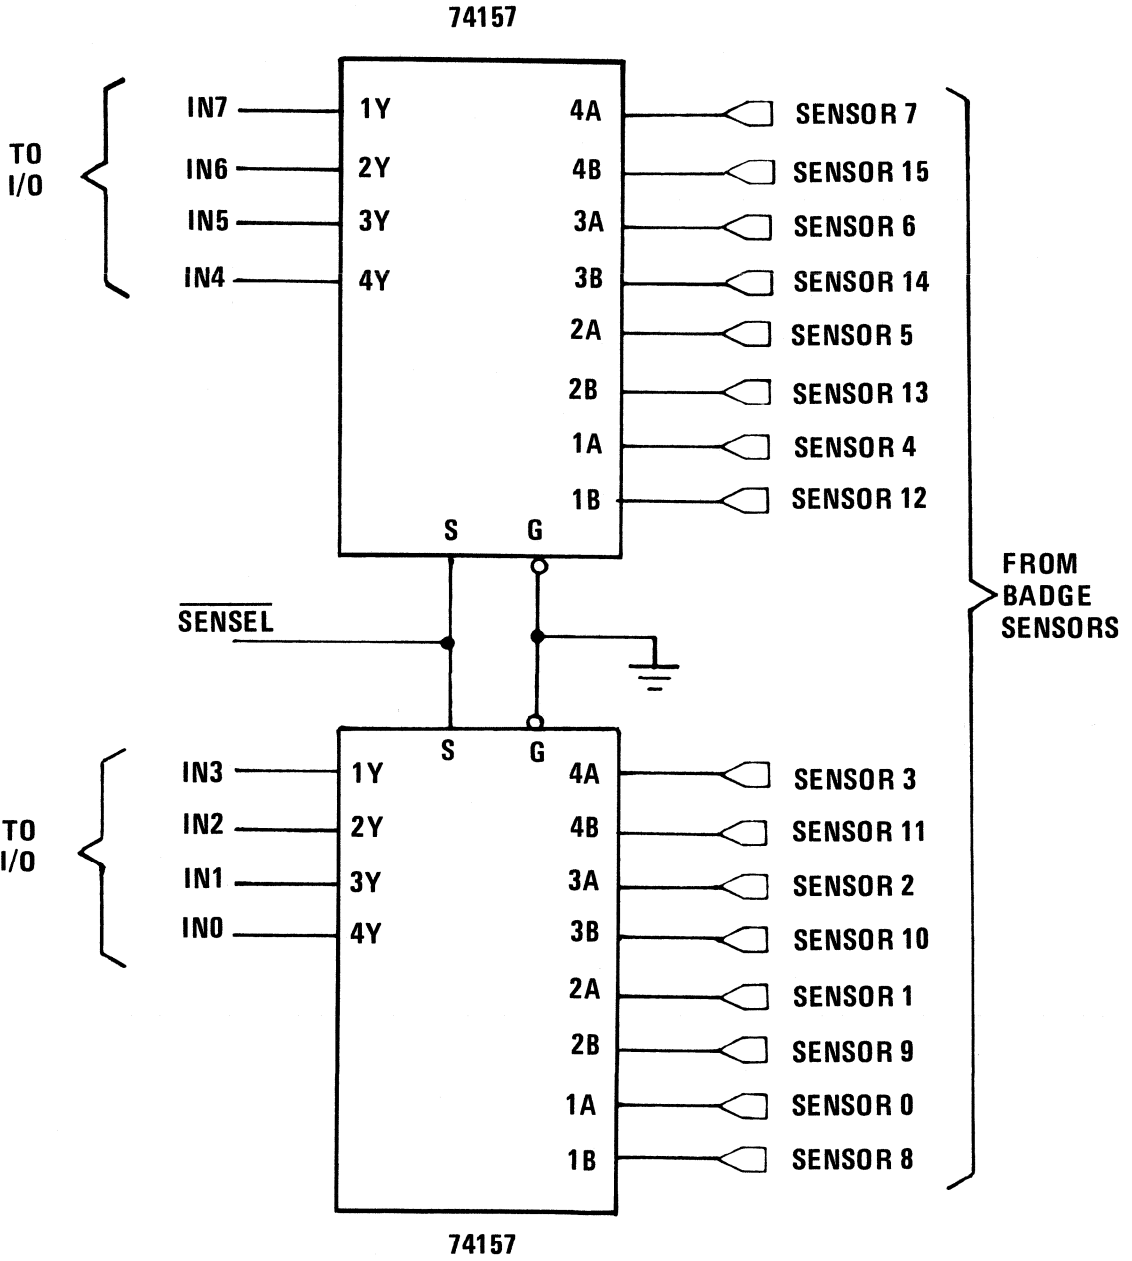 74157
TO
I/O
IN7
IN6
IN5
IN4
1Y
2Y
3Y
4Y
4A
4B
3A
3B
2A
2B
1A
1B
S G
SENSOR 7
SENSOR 15
SENSOR 6
SENSOR 14
SENSOR 5
SENSOR 13
SENSOR 4
SENSOR 12
SENSEL
FROM
BADGE
SENSORS
TO
I/O
IN3
IN2
IN1
IN0
S G
1Y
2Y
3Y
4Y
4A
4B
3A
3B
2A
2B
1A
1B
SENSOR 3
SENSOR 11
SENSOR 2
SENSOR 10
SENSOR 1
SENSOR 9
SENSOR 0
SENSOR 8
74157